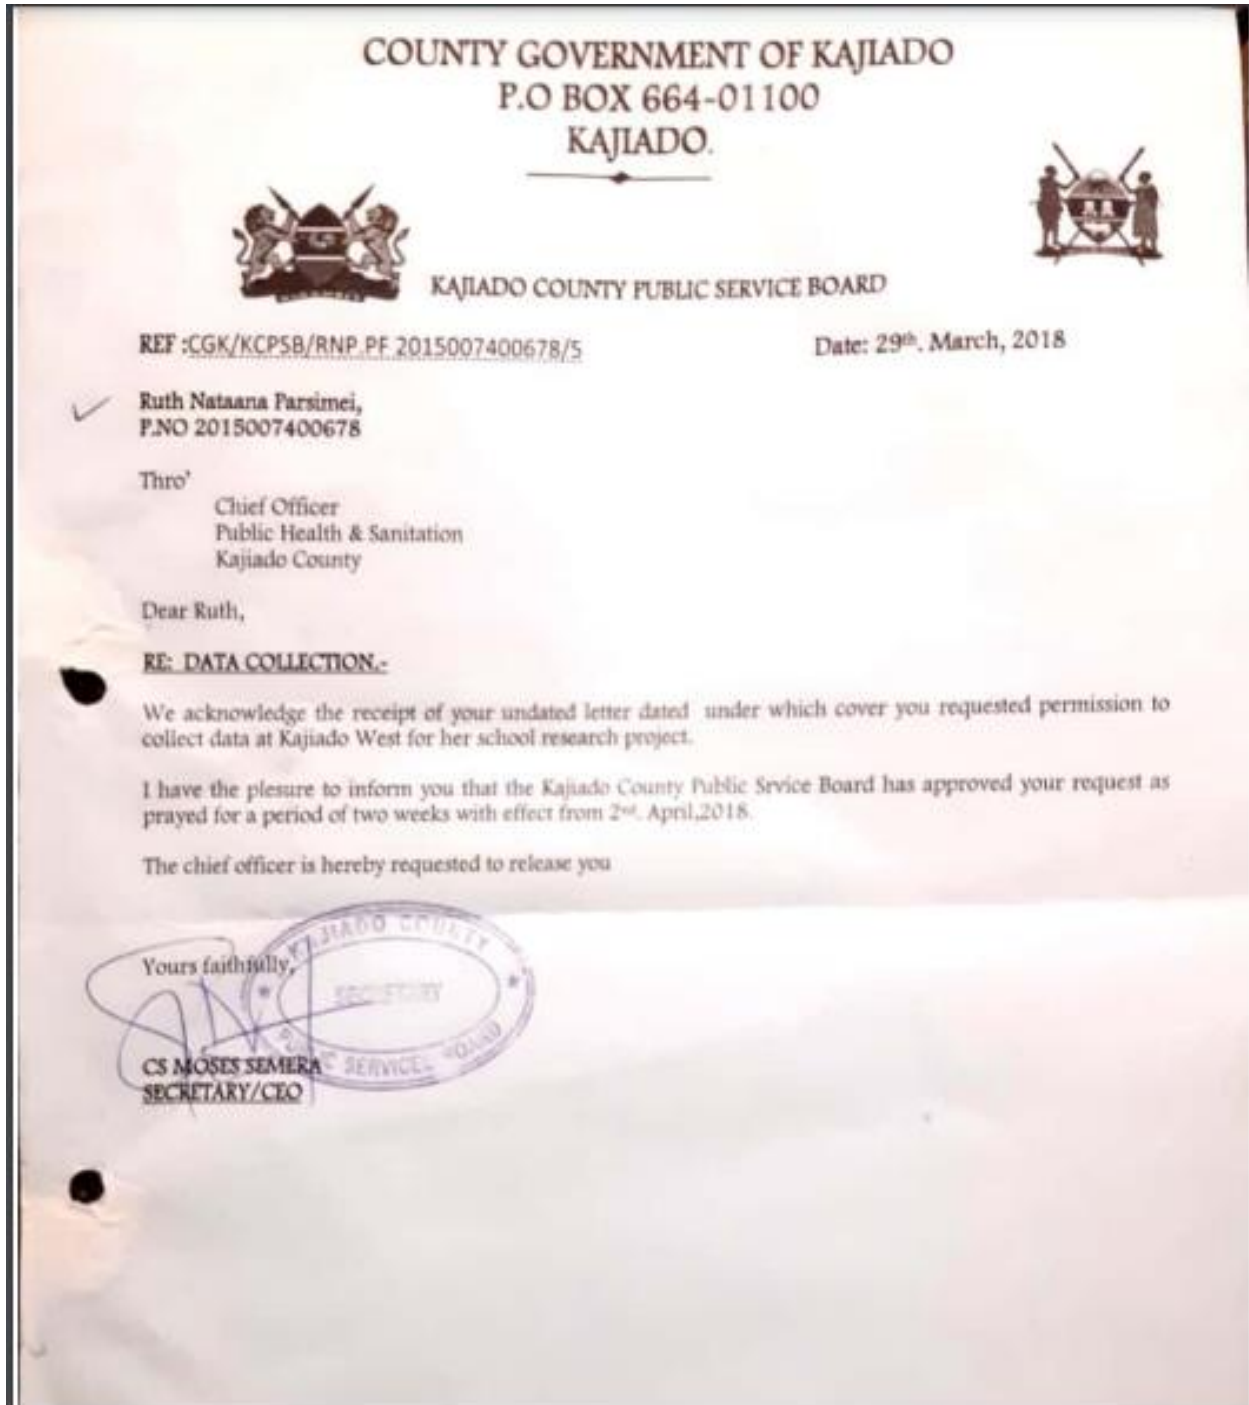 COUNTY GOVERNMENT OF KAJIADO
P.O BOX 664-01100
KAJIADO.
KAJIADO COUNTY PUBLIC SERVICE BOARD
REF :CGK/KCPSB/RNP.PF 2015007400678/5
Date: 29th. March, 2018
Ruth Nataana Parsimei,
P.NO 2015007400678
Thro'
Chief Officer
Public Health & Sanitation
Kajiado County
Dear Ruth,
RE: DATA COLLECTION.-
We acknowledge the receipt of your undated letter dated under which cover you requested permission to
collect data at Kajiado West for her school research project.
I have the plesure to inform you that the Kajiado County Public Srvice Board has approved your request as
prayed for a period of two weeks with effect from 2nd. April,2018.
The chief officer is hereby requested to release you
Yours faithfully,
KAJIADO COUNTY
SECRETARY
PUBLIC SERVICE BOARD
CS MOSES SEMERA
SECRETARY/CEO